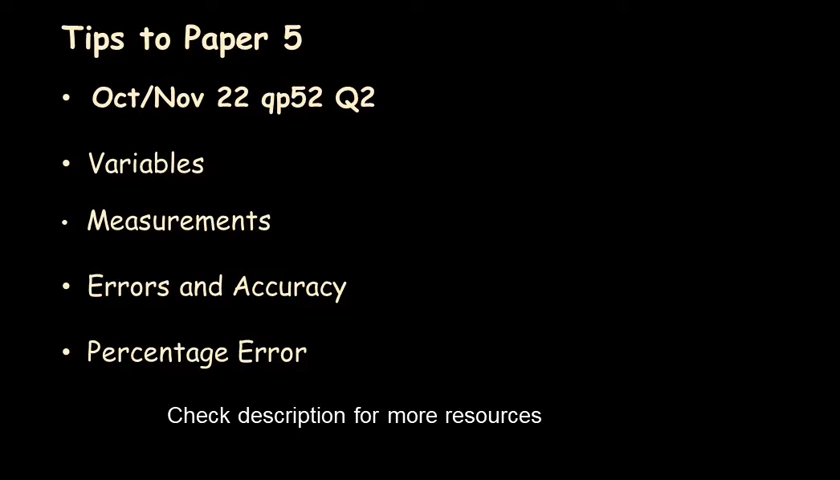 Tips to Paper 5
• Oct/Nov 22 qp52 Q2
• Variables
• Measurements
• Errors and Accuracy
• Percentage Error
Check description for more resources